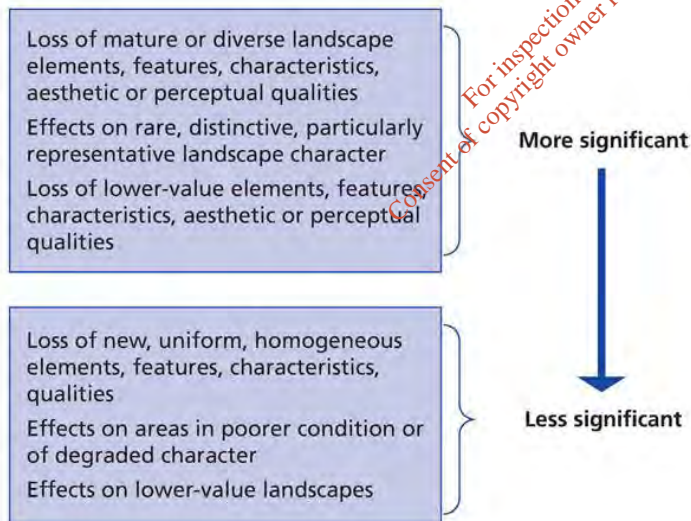 Loss of mature or diverse landscape
elements, features, characteristics,
aesthetic or perceptual qualities
Effects on rare, distinctive, particularly
representative landscape character
Loss of lower-value elements, features,
characteristics, aesthetic or perceptual
qualities
For inspection
Consent of copyright owner
More significant
Loss of new, uniform, homogeneous
elements, features, characteristics,
qualities
Effects on areas in poorer condition or
of degraded character
Effects on lower-value landscapes
Less significant